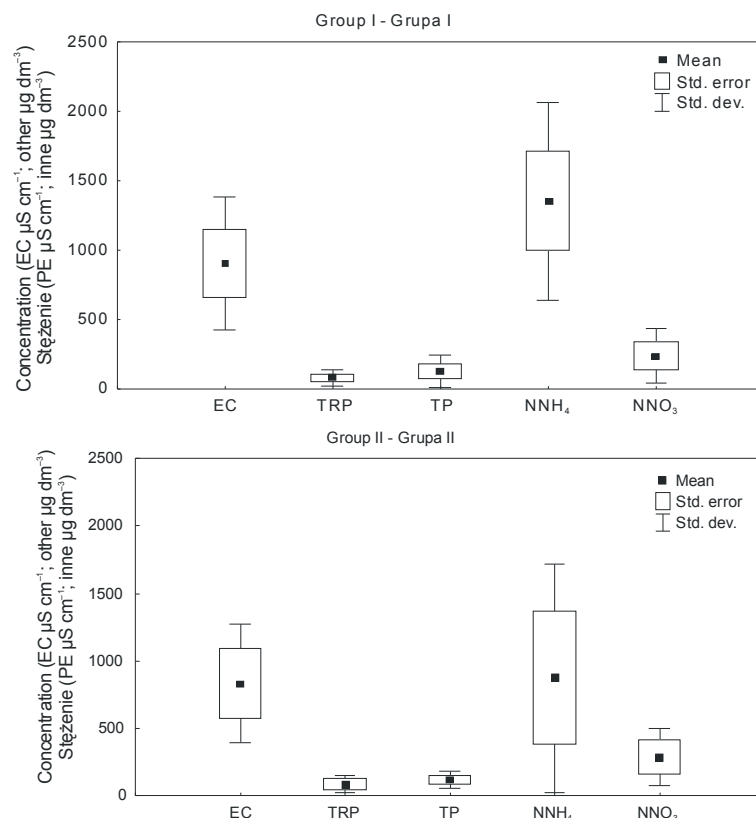 Group I - Grupa I
Concentration (EC µS cm⁻¹; other µg dm⁻³)
Stężenie (PE µS cm⁻¹; inne µg dm⁻³)
2500
2000
1500
1000
500
0
Mean
Std. error
Std. dev.
EC TRP TP NNH₄ NNO₃
Group II - Grupa II
Concentration (EC µS cm⁻¹; other µg dm⁻³)
Stężenie (PE µS cm⁻¹; inne µg dm⁻³)
2500
2000
1500
1000
500
0
Mean
Std. error
Std. dev.
EC TRP TP NNH₄ NNO₃